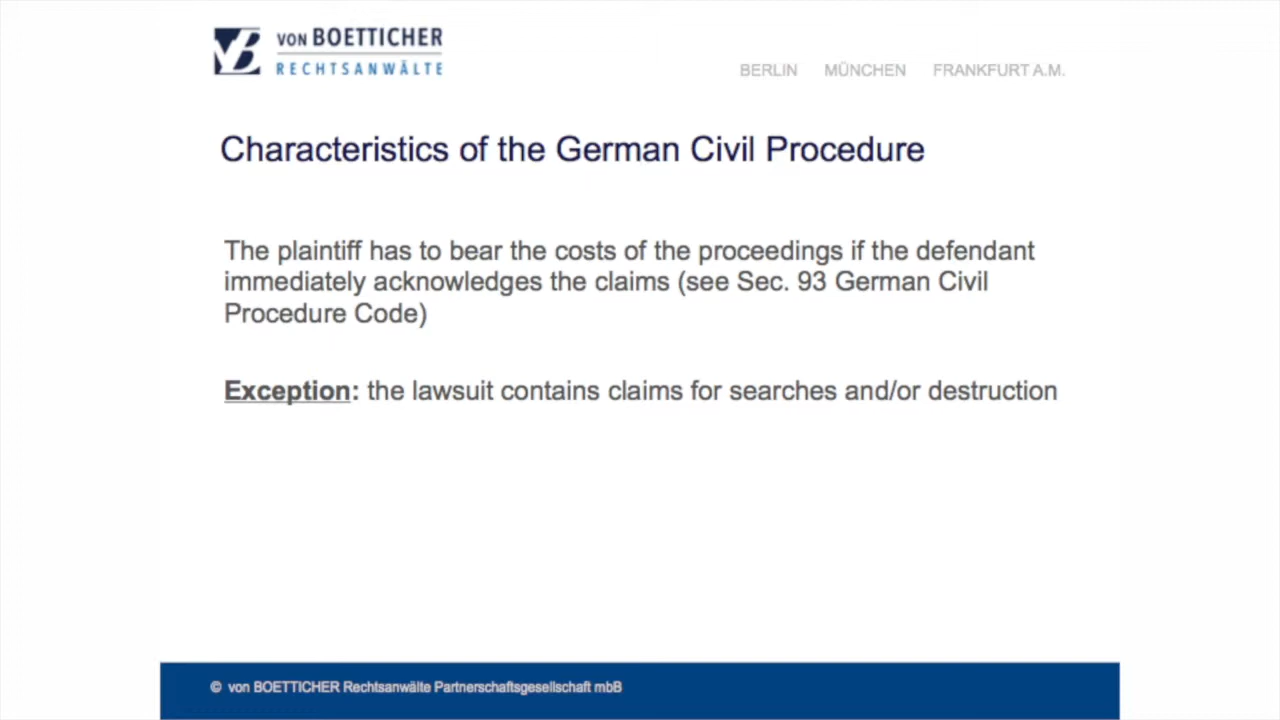 VON BOETTICHER
RECHTSANWÄLTE
BERLIN MÜNCHEN FRANKFURT A.M.
Characteristics of the German Civil Procedure
The plaintiff has to bear the costs of the proceedings if the defendant
immediately acknowledges the claims (see Sec. 93 German Civil
Procedure Code)
Exception: the lawsuit contains claims for searches and/or destruction
© von BOETTICHER Rechtsanwälte Partnerschaftsgesellschaft mbB